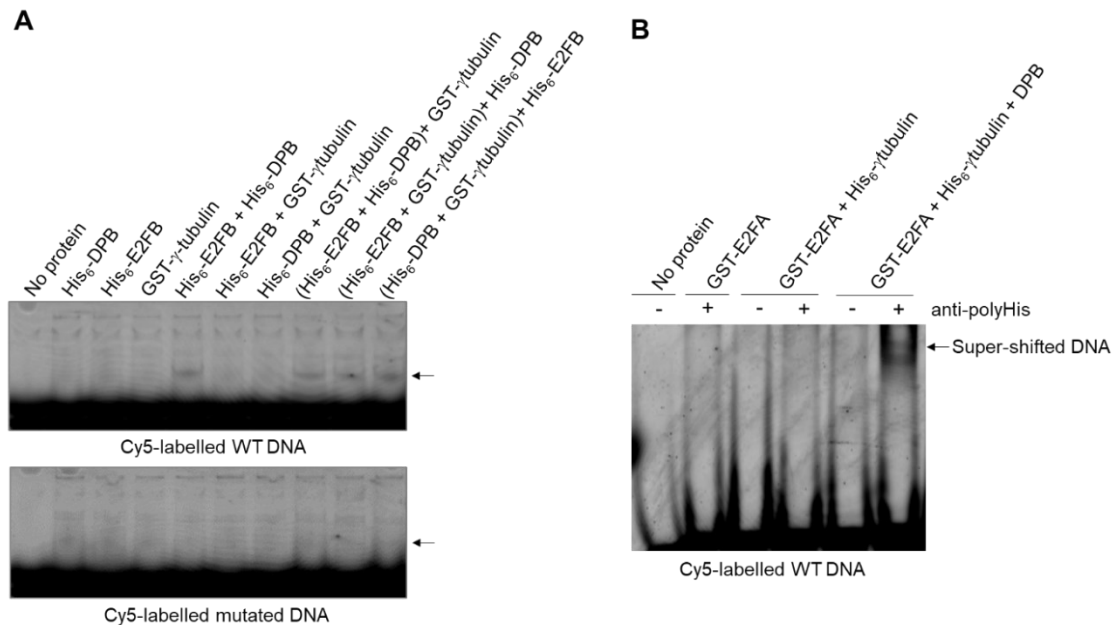 A
No protein
His6-DPB
His6-E2FB
GST-γ-tubulin
His6-E2FB + His6-DPB
His6-E2FB + GST-γtubulin
His6-DPB + GST-γtubulin
(His6-E2FB + His6-DPB)+ GST-γtubulin
(His6-E2FB + GST-γtubulin)+ His6-DPB
(His6-DPB + GST-γtubulin)+ His6-E2FB
Cy5-labelled WT DNA
Cy5-labelled mutated DNA
B
No protein
GST-E2FA
GST-E2FA + His6-γtubulin
GST-E2FA + His6-γtubulin + DPB
- + - + - + anti-polyHis
Super-shifted DNA
Cy5-labelled WT DNA